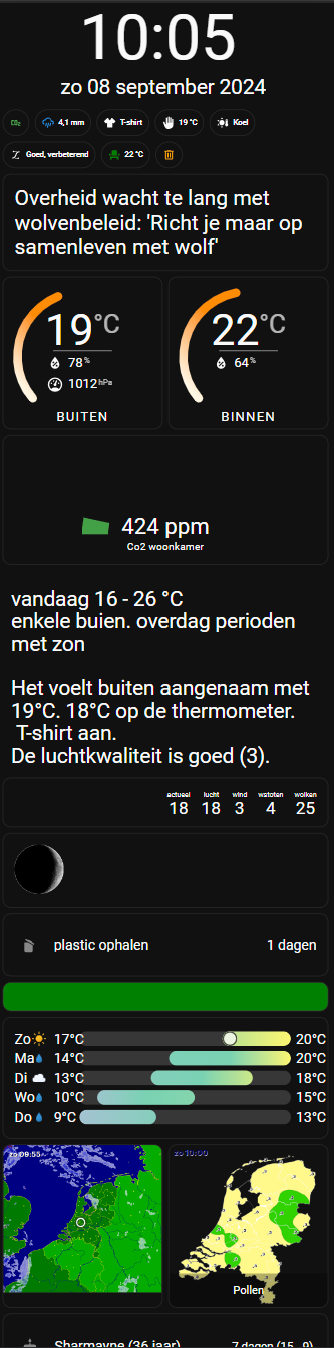 10:05
zo 08 september 2024
CO₂ 4,1 mm T-shirt 19 °C Koel
Goed, verbeterend 22 °C
Overheid wacht te lang met
wolvenbeleid: 'Richt je maar op
samenleven met wolf'
19°C 22°C
78% 64%
1012hPa
BUITEN BINNEN
424 ppm
Co2 woonkamer
vandaag 16 - 26 °C
enkele buien. overdag perioden
met zon
Het voelt buiten aangenaam met
19°C. 18°C op de thermometer.
T-shirt aan.
De luchtkwaliteit is goed (3).
actueel lucht wind wstoten wolken
18 18 3 4 25
plastic ophalen 1 dagen
Zo 17°C 20°C
Ma 14°C 20°C
Di 13°C 18°C
Wo 10°C 15°C
Do 9°C 13°C
zo 09:55 zo 10:00
Pollen
Sharmayne (36 jaar) 7 dagen (15 - 9)